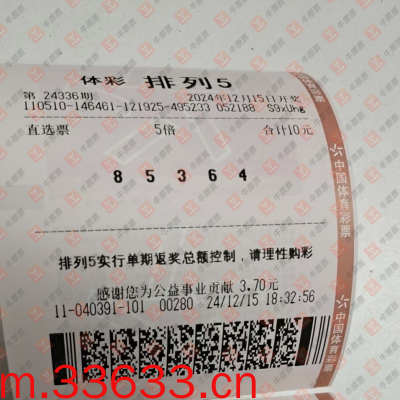 体彩 排列5
第 24336期 2024年12月15日开奖
110510-146461-121925-495233 052188 S9xUhg
直选票 5倍 合计10元
8 5 3 6 4
排列5实行单期返奖总额控制，请理性购彩
感谢您为公益事业贡献 3.70元
11-040391-101 00280 24/12/15 18:32:56
中国体育彩票
中国体育彩票
m.33633.cn